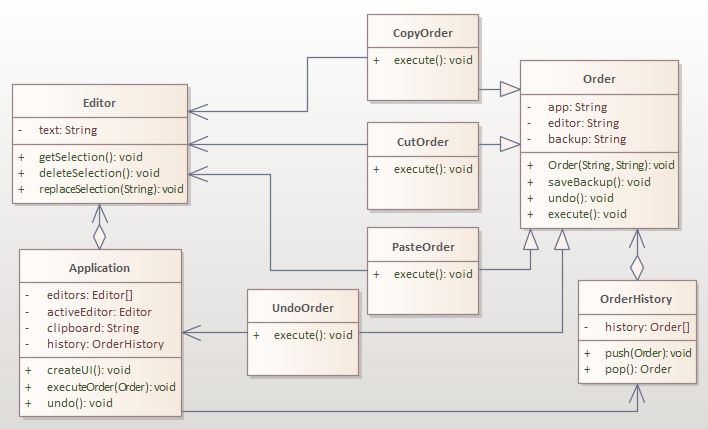 CopyOrder
+ execute(): void
Editor
- text: String
+ getSelection(): void
+ deleteSelection(): void
+ replaceSelection(String): void
CutOrder
+ execute(): void
Order
- app: String
- editor: String
- backup: String
+ Order(String, String): void
+ saveBackup(): void
+ undo(): void
+ execute(): void
PasteOrder
+ execute(): void
Application
- editors: Editor[]
- activeEditor: Editor
- clipboard: String
- history: OrderHistory
+ createUI(): void
+ executeOrder(Order): void
+ undo(): void
UndoOrder
+ execute(): void
OrderHistory
- history: Order[]
+ push(Order): void
+ pop(): Order